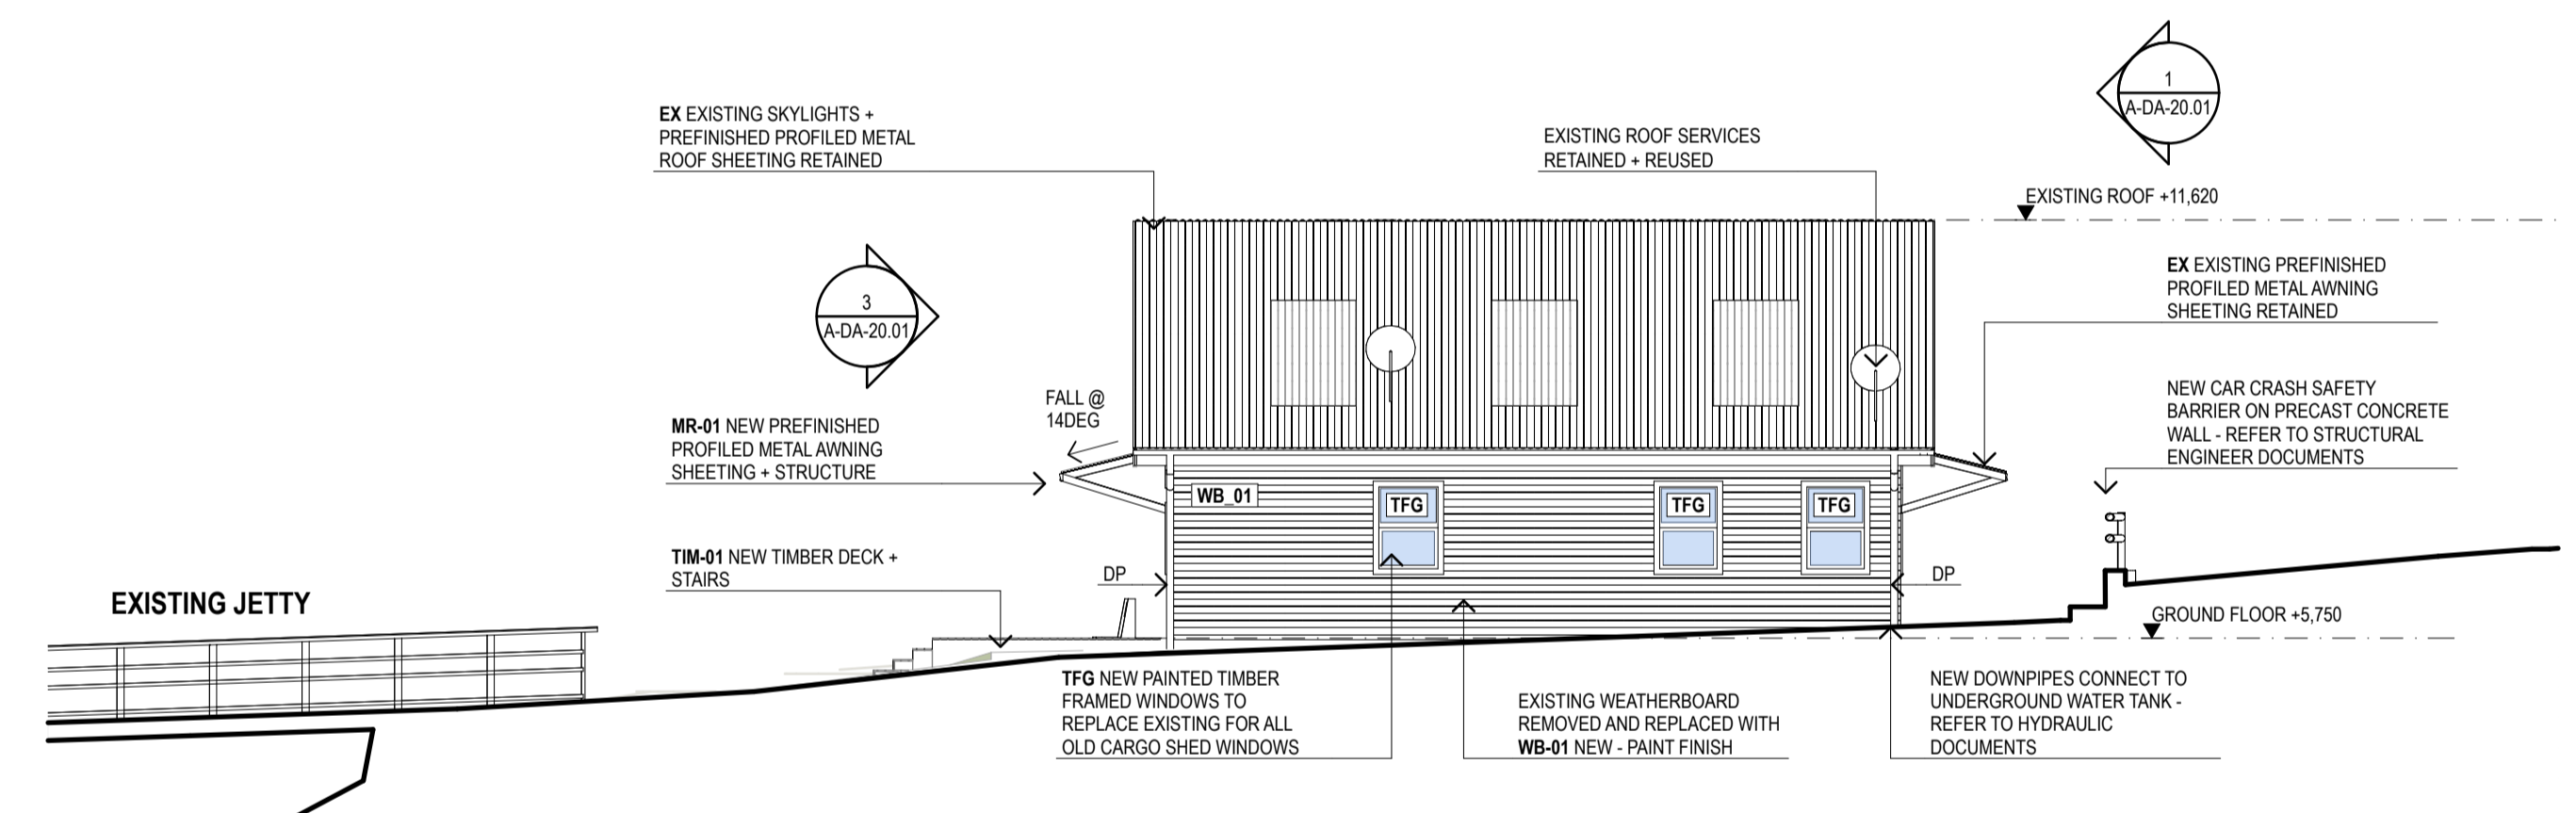 1
A-DA-20.01
EX EXISTING SKYLIGHTS +
PREFINISHED PROFILED METAL
ROOF SHEETING RETAINED
EXISTING ROOF SERVICES
RETAINED + REUSED
EXISTING ROOF +11,620
3
A-DA-20.01
EX EXISTING PREFINISHED
PROFILED METAL AWNING
SHEETING RETAINED
FALL @
14DEG
MR-01 NEW PREFINISHED
PROFILED METAL AWNING
SHEETING + STRUCTURE
NEW CAR CRASH SAFETY
BARRIER ON PRECAST CONCRETE
WALL - REFER TO STRUCTURAL
ENGINEER DOCUMENTS
WB_01
TFG
TFG
TFG
TIM-01 NEW TIMBER DECK +
STAIRS
DP
DP
EXISTING JETTY
GROUND FLOOR +5,750
TFG NEW PAINTED TIMBER
FRAMED WINDOWS TO
REPLACE EXISTING FOR ALL
OLD CARGO SHED WINDOWS
EXISTING WEATHERBOARD
REMOVED AND REPLACED WITH
WB-01 NEW - PAINT FINISH
NEW DOWNPIPES CONNECT TO
UNDERGROUND WATER TANK -
REFER TO HYDRAULIC
DOCUMENTS